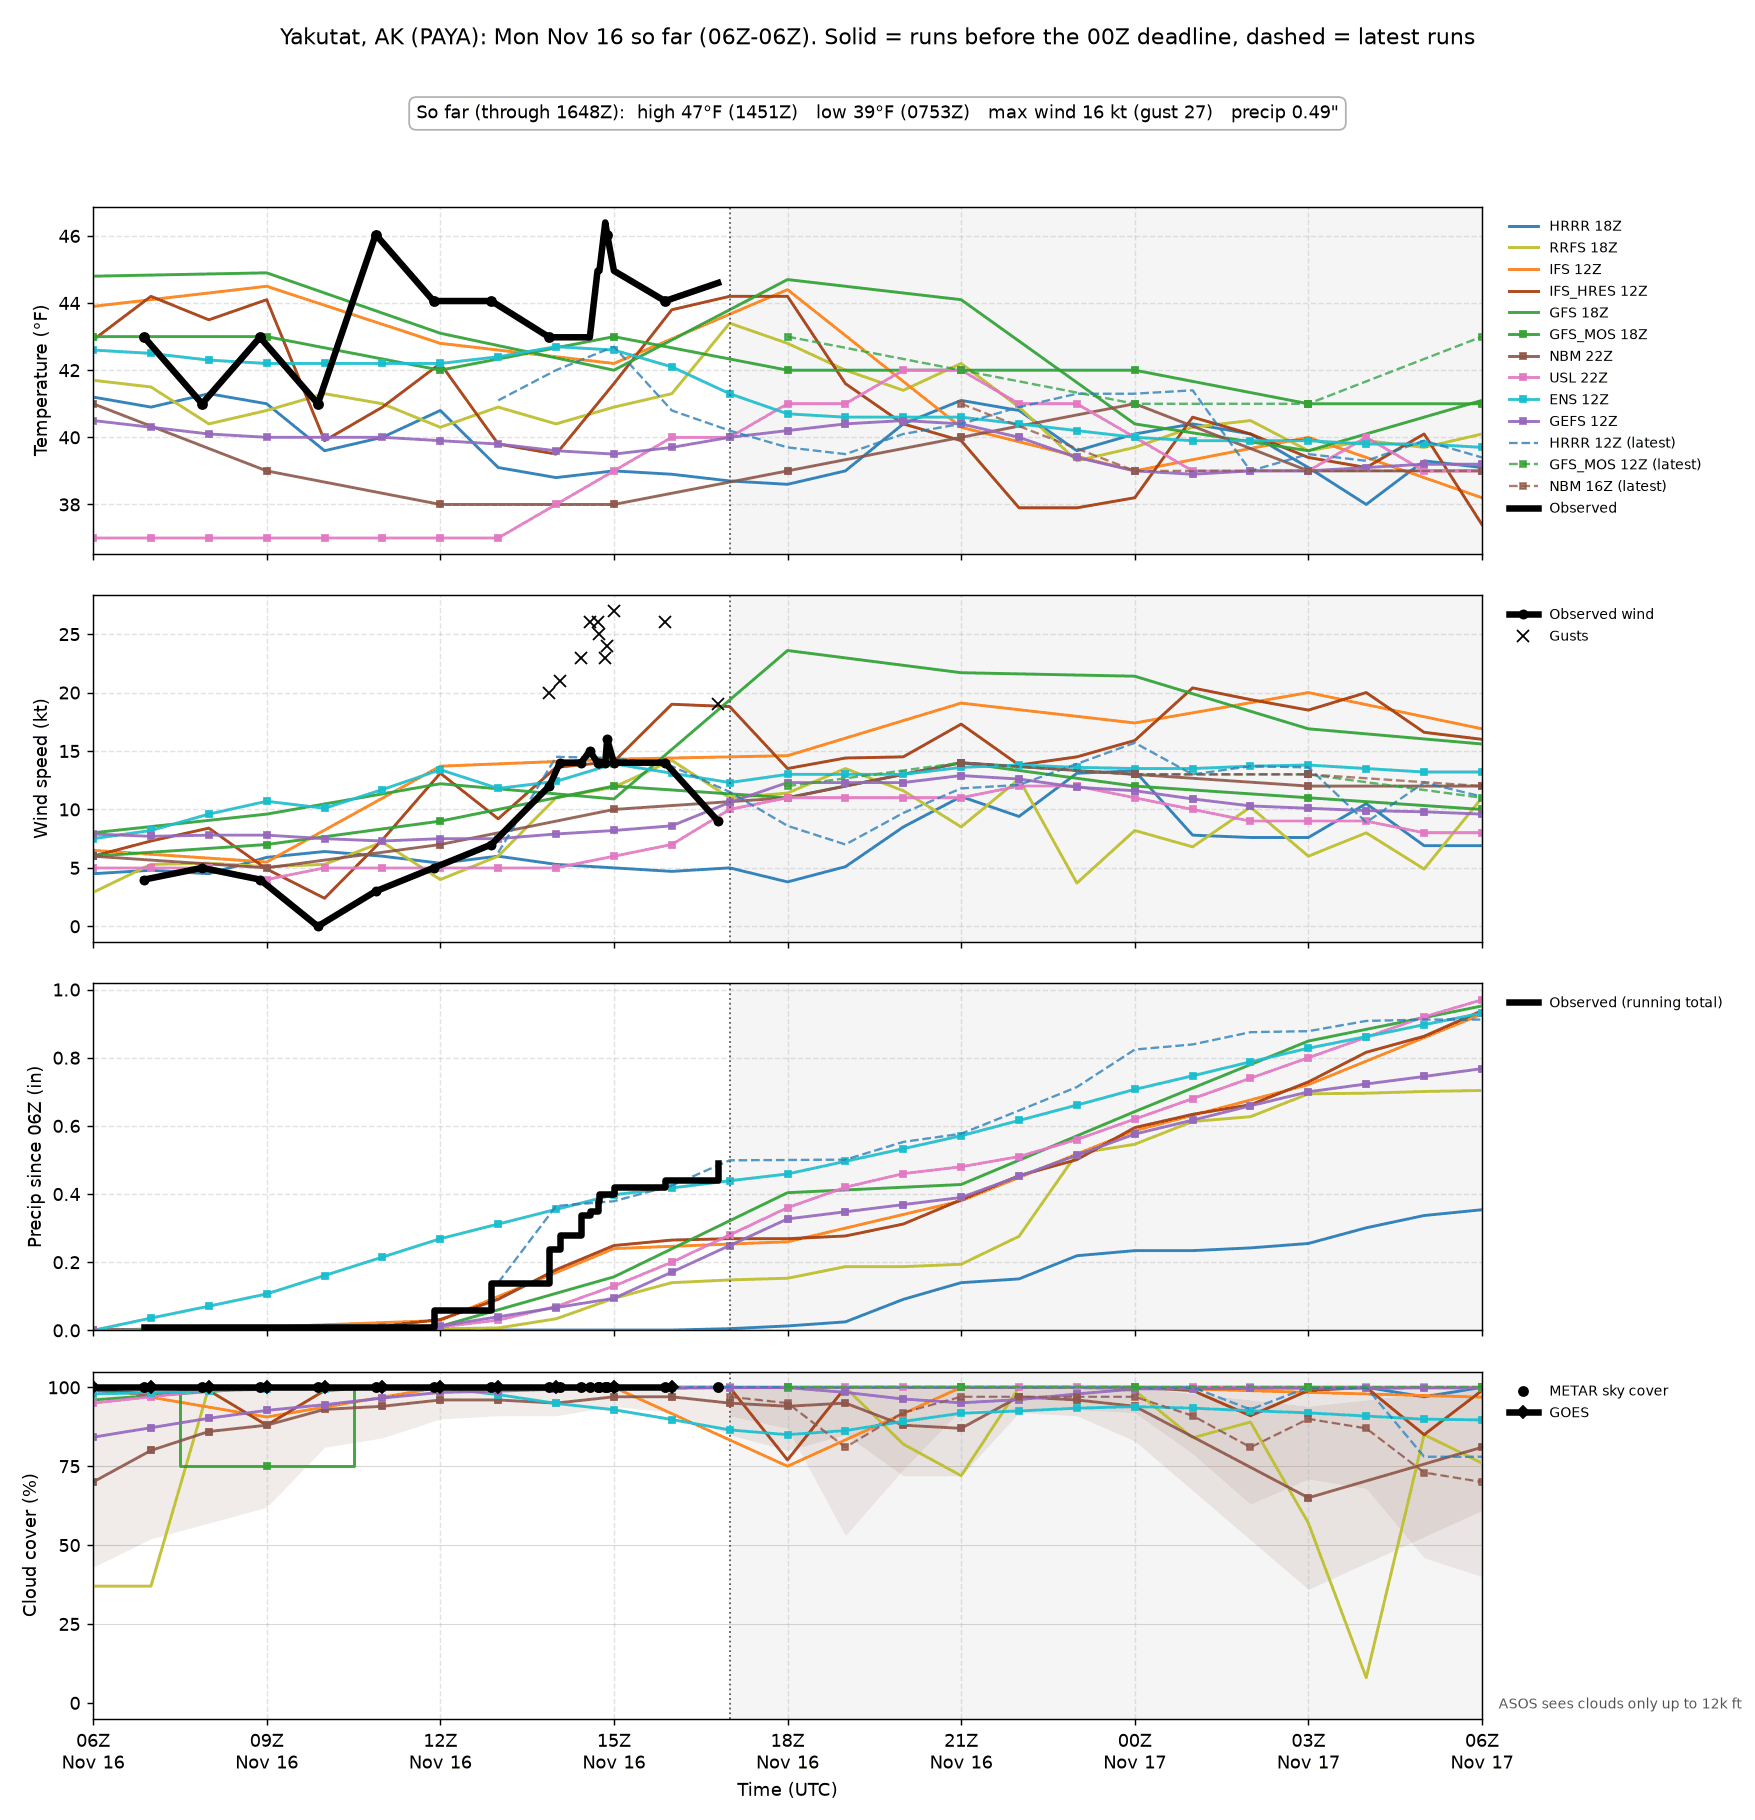 Yakutat, AK (PAYA): Mon Nov 16 so far (06Z-06Z). Solid = runs before the 00Z deadline, dashed = latest runs
So far (through 1648Z):  high 47°F (1451Z)   low 39°F (0753Z)   max wind 16 kt (gust 27)   precip 0.49"
Temperature (°F)
46
44
42
40
38
HRRR 18Z
RRFS 18Z
IFS 12Z
IFS_HRES 12Z
GFS 18Z
GFS_MOS 18Z
NBM 22Z
USL 22Z
ENS 12Z
GEFS 12Z
HRRR 12Z (latest)
GFS_MOS 12Z (latest)
NBM 16Z (latest)
Observed
Wind speed (kt)
25
20
15
10
5
0
Observed wind
Gusts
Precip since 06Z (in)
1.0
0.8
0.6
0.4
0.2
0.0
Observed (running total)
Cloud cover (%)
100
75
50
25
0
METAR sky cover
GOES
ASOS sees clouds only up to 12k ft
06Z
Nov 16
09Z
Nov 16
12Z
Nov 16
15Z
Nov 16
18Z
Nov 16
21Z
Nov 16
00Z
Nov 17
03Z
Nov 17
06Z
Nov 17
Time (UTC)